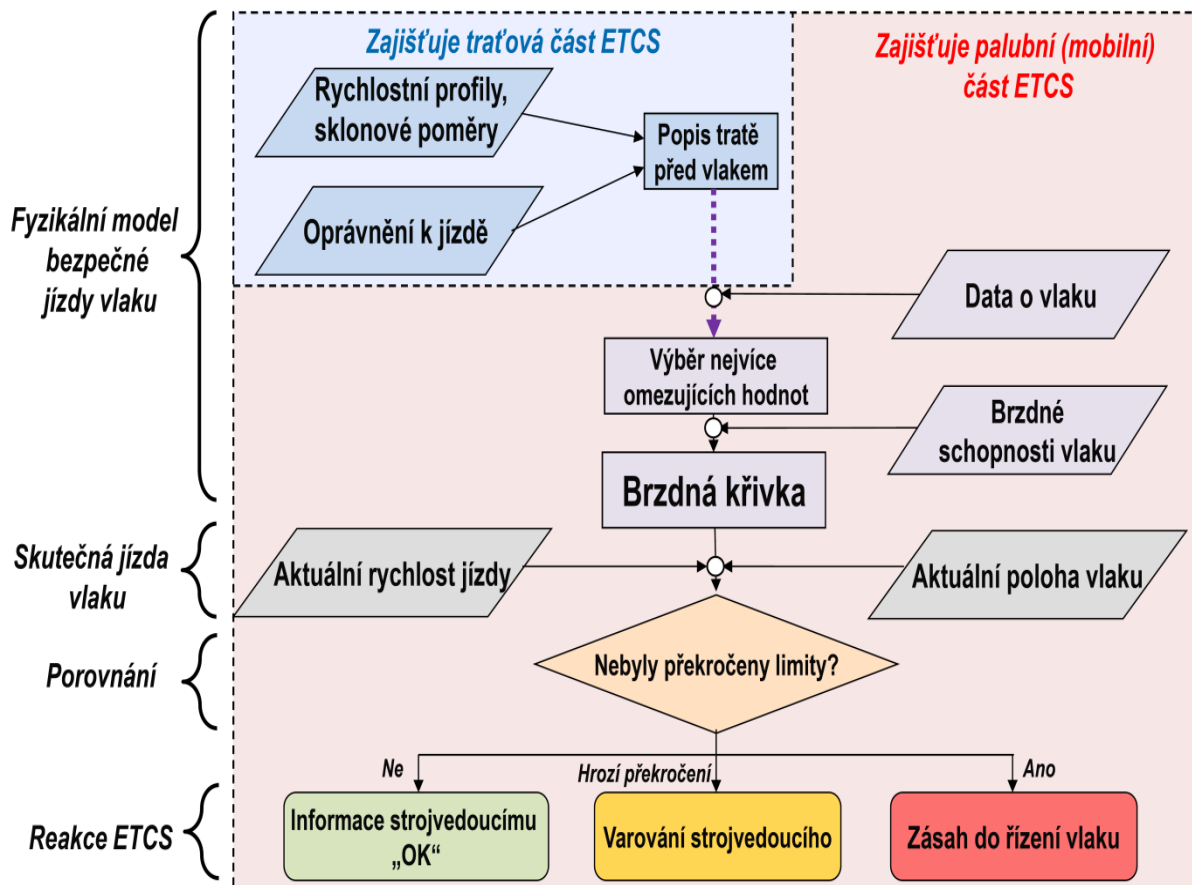 Zajišťuje traťová část ETCS
Zajišťuje palubní (mobilní)
část ETCS
Rychlostní profily,
sklonové poměry
Popis tratě
před vlakem
Oprávnění k jízdě
Fyzikální model
bezpečné
jízdy vlaku
Data o vlaku
Výběr nejvíce
omezujících hodnot
Brzdné
schopnosti vlaku
Brzdná křivka
Skutečná jízda
vlaku
Aktuální rychlost jízdy
Aktuální poloha vlaku
Porovnání
Nebyly překročeny limity?
Ne
Hrozí překročení
Ano
Reakce ETCS
Informace strojvedoucímu
„OK“
Varování strojvedoucího
Zásah do řízení vlaku